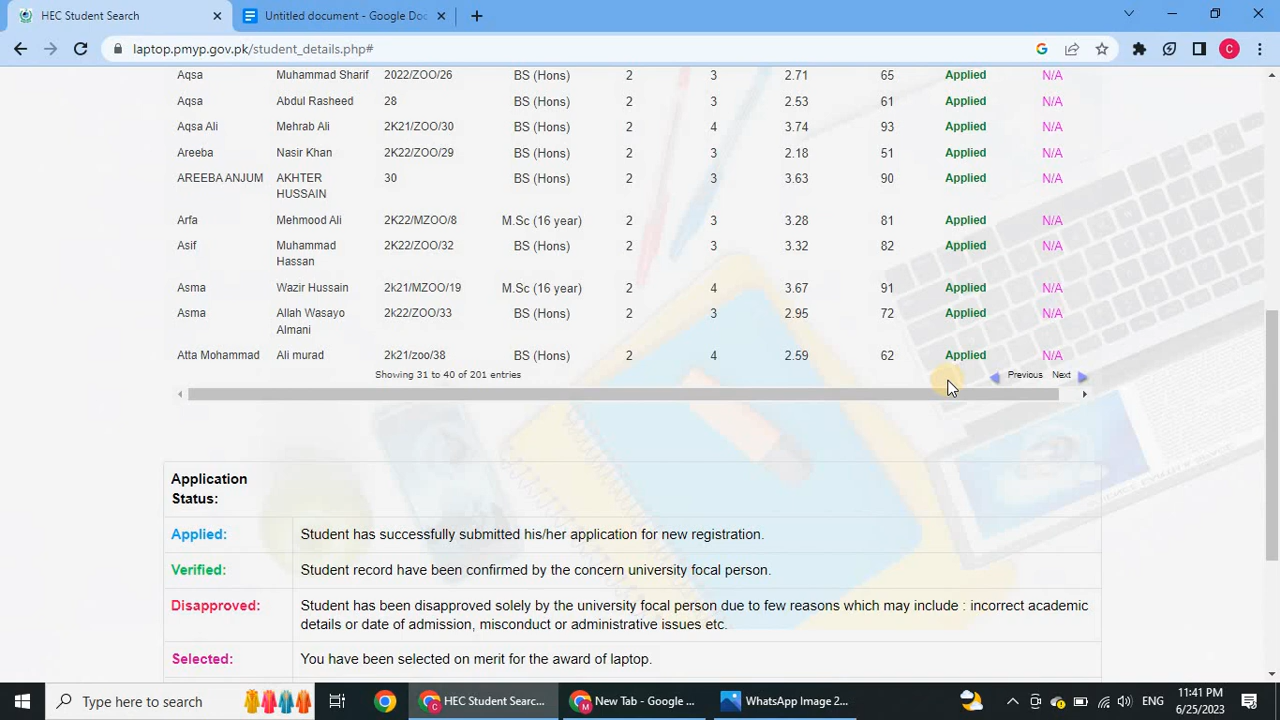 HEC Student Search
Untitled document - Google Doc
laptop.pmyp.gov.pk/student_details.php#
C
Aqsa Muhammad Sharif 2022/ZOO/26 BS (Hons) 2 3 2.71 65 Applied N/A
Aqsa Abdul Rasheed 28 BS (Hons) 2 3 2.53 61 Applied N/A
Aqsa Ali Mehrab Ali 2K21/ZOO/30 BS (Hons) 2 4 3.74 93 Applied N/A
Areeba Nasir Khan 2K22/ZOO/29 BS (Hons) 2 3 2.18 51 Applied N/A
AREEBA ANJUM AKHTER 30 BS (Hons) 2 3 3.63 90 Applied N/A
HUSSAIN
Arfa Mehmood Ali 2K22/MZOO/8 M.Sc (16 year) 2 3 3.28 81 Applied N/A
Asif Muhammad 2K22/ZOO/32 BS (Hons) 2 3 3.32 82 Applied N/A
Hassan
Asma Wazir Hussain 2k21/MZOO/19 M.Sc (16 year) 2 4 3.67 91 Applied N/A
Asma Allah Wasayo 2k22/ZOO/33 BS (Hons) 2 3 2.95 72 Applied N/A
Almani
Atta Mohammad Ali murad 2k21/zoo/38 BS (Hons) 2 4 2.59 62 Applied N/A
Showing 31 to 40 of 201 entries Previous Next
Application
Status:
Applied: Student has successfully submitted his/her application for new registration.
Verified: Student record have been confirmed by the concern university focal person.
Disapproved: Student has been disapproved solely by the university focal person due to few reasons which may include : incorrect academic
details or date of admission, misconduct or administrative issues etc.
Selected: You have been selected on merit for the award of laptop.
Type here to search
HEC Student Searc...
New Tab - Google ...
WhatsApp Image 2...
ENG
11:41 PM
6/25/2023